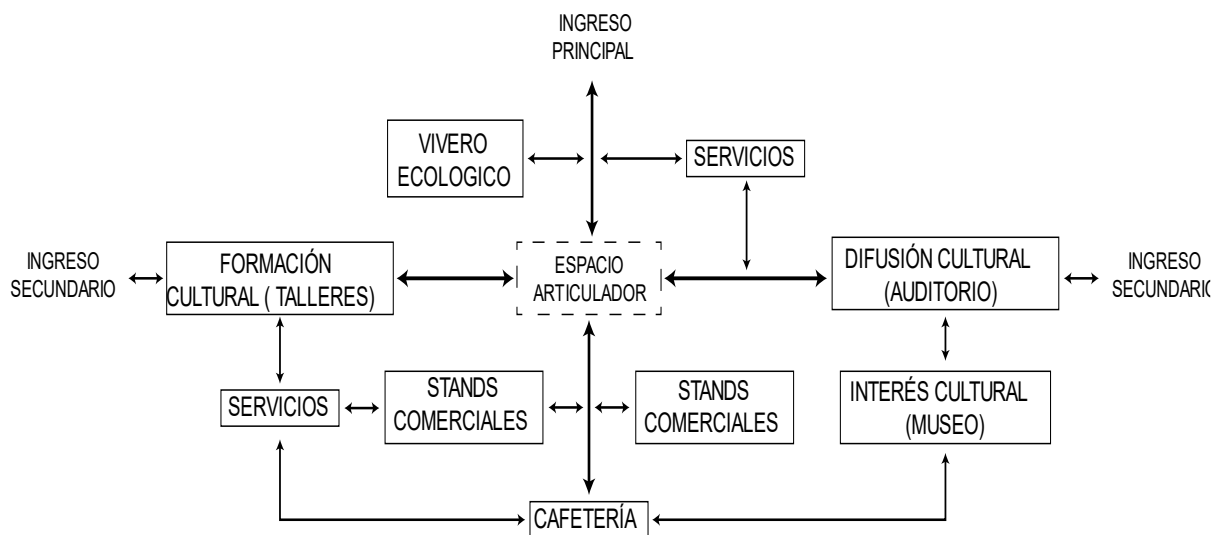 INGRESO
PRINCIPAL
VIVERO
ECOLOGICO
SERVICIOS
INGRESO
SECUNDARIO
FORMACIÓN
CULTURAL ( TALLERES)
ESPACIO
ARTICULADOR
DIFUSIÓN CULTURAL
(AUDITORIO)
INGRESO
SECUNDARIO
SERVICIOS
STANDS
COMERCIALES
STANDS
COMERCIALES
INTERÉS CULTURAL
(MUSEO)
CAFETERÍA